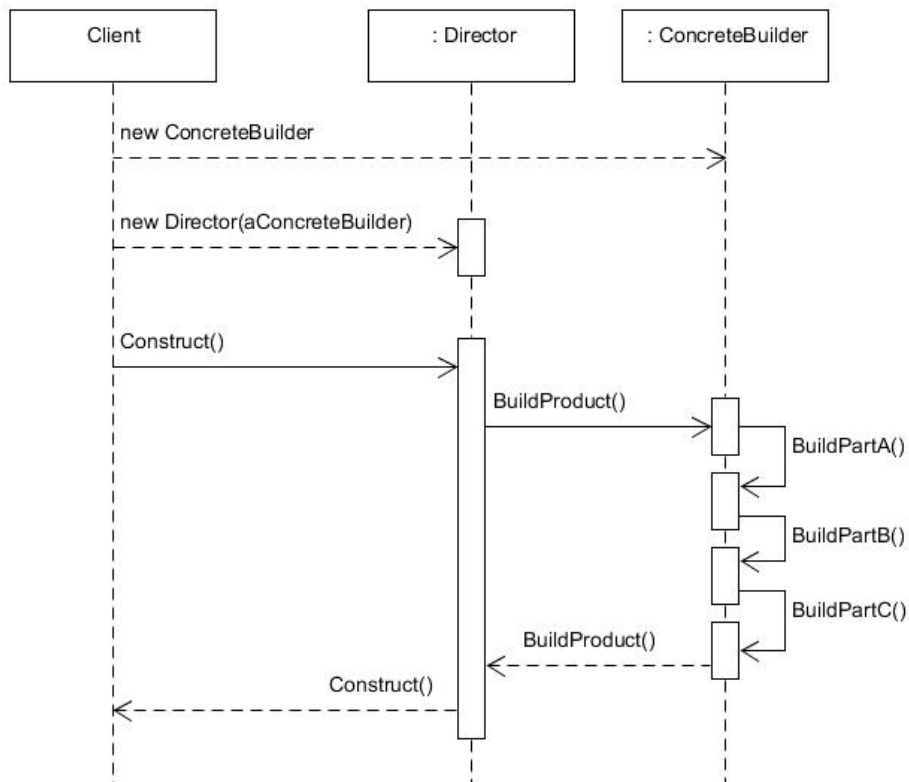 Client
: Director
: ConcreteBuilder
new ConcreteBuilder
new Director(aConcreteBuilder)
Construct()
BuildProduct()
BuildPartA()
BuildPartB()
BuildPartC()
BuildProduct()
Construct()